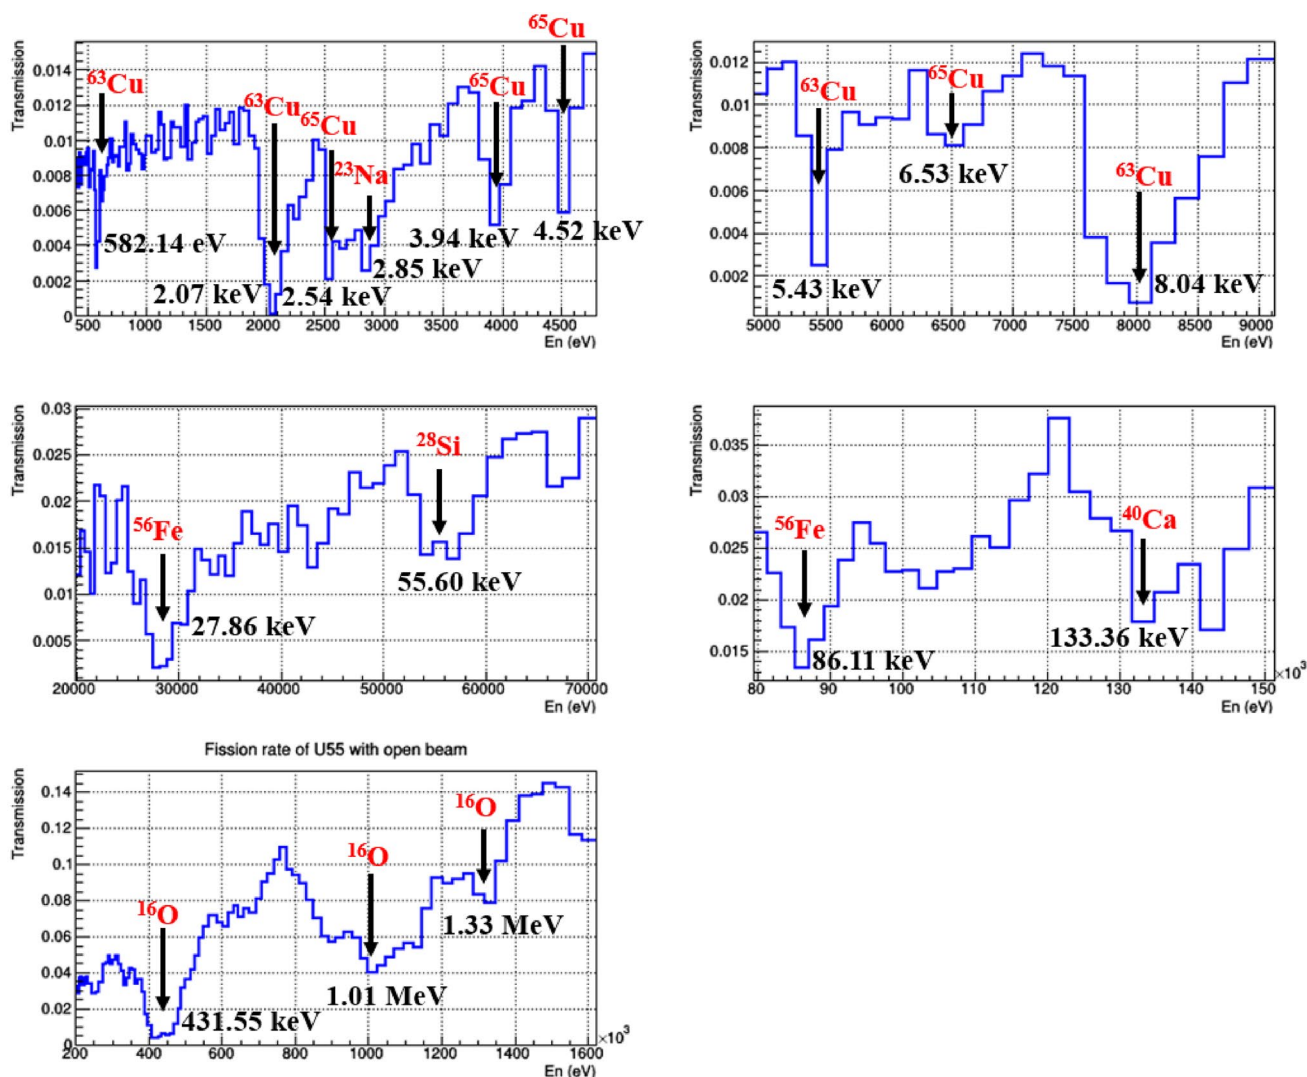 Transmission
0.014
0.012
0.01
0.008
0.006
0.004
0.002
0
63Cu
63Cu
65Cu
23Na
65Cu
65Cu
582.14 eV
2.07 keV
2.54 keV
2.85 keV
3.94 keV
4.52 keV
500 1000 1500 2000 2500 3000 3500 4000 4500
En (eV)
Transmission
0.012
0.01
0.008
0.006
0.004
0.002
63Cu
65Cu
63Cu
5.43 keV
6.53 keV
8.04 keV
5000 5500 6000 6500 7000 7500 8000 8500 9000
En (eV)
Transmission
0.03
0.025
0.02
0.015
0.01
0.005
56Fe
28Si
27.86 keV
55.60 keV
20000 30000 40000 50000 60000 70000
En (eV)
Transmission
0.035
0.03
0.025
0.02
0.015
56Fe
40Ca
86.11 keV
133.36 keV
80 90 100 110 120 130 140 150
×10³
En (eV)
Fission rate of U55 with open beam
Transmission
0.14
0.12
0.1
0.08
0.06
0.04
0.02
0
16O
16O
16O
431.55 keV
1.01 MeV
1.33 MeV
200 400 600 800 1000 1200 1400 1600
×10³
En (eV)